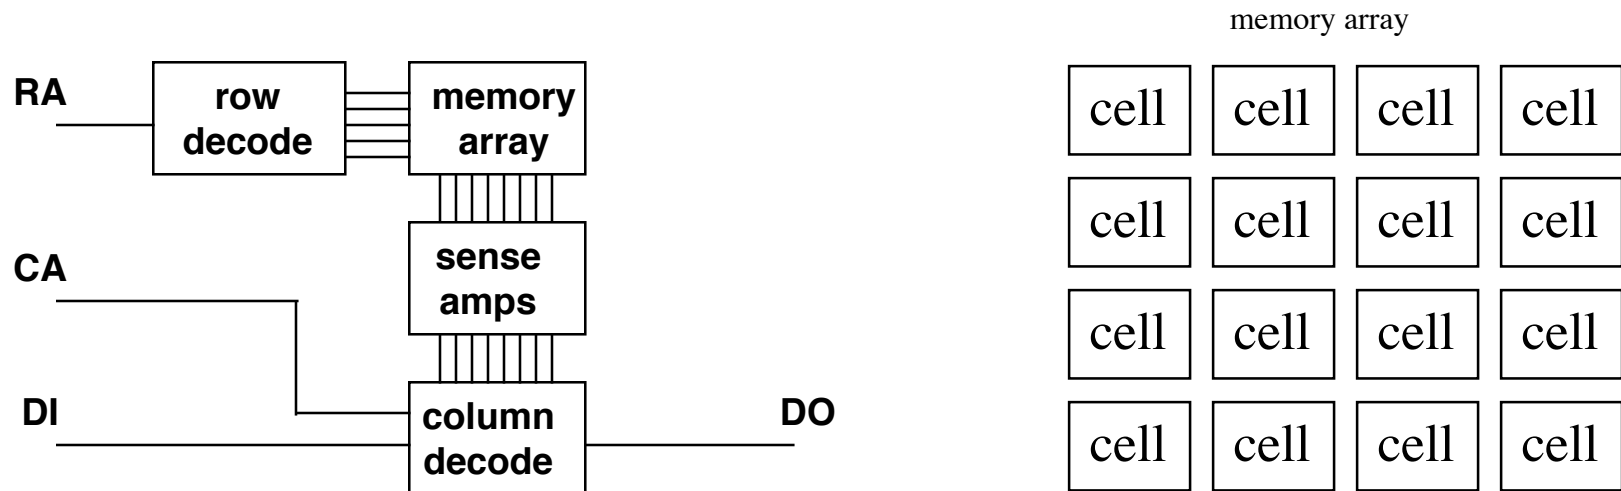 RA
row
decode
memory
array
CA
sense
amps
DI
column
decode
DO
memory array
cell cell cell cell
cell cell cell cell
cell cell cell cell
cell cell cell cell